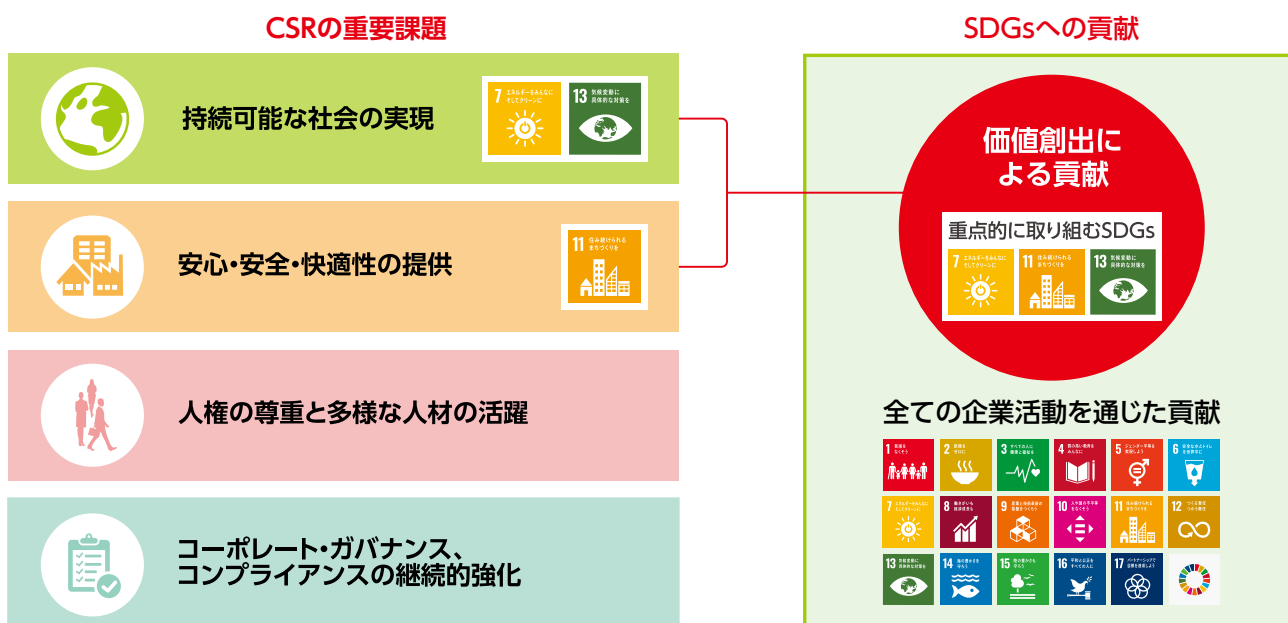 CSRの重要課題
持続可能な社会の実現
7 エネルギーをみんなに
そしてクリーンに
13 気候変動に
具体的な対策を
安心・安全・快適性の提供
11 住み続けられる
まちづくりを
人権の尊重と多様な人材の活躍
コーポレート・ガバナンス、
コンプライアンスの継続的強化
SDGsへの貢献
価値創出に
よる貢献
重点的に取り組むSDGs
7 エネルギーをみんなに
そしてクリーンに
11 住み続けられる
まちづくりを
13 気候変動に
具体的な対策を
全ての企業活動を通じた貢献
1 貧困を
なくそう
2 飢餓を
ゼロに
3 すべての人に
健康と福祉を
4 質の高い教育を
みんなに
5 ジェンダー平等を
実現しよう
6 安全な水とトイレ
を世界中に
7 エネルギーをみんなに
そしてクリーンに
8 働きがいも
経済成長も
9 産業と技術革新の
基盤をつくろう
10 人や国の不平等
をなくそう
11 住み続けられる
まちづくりを
12 つくる責任
つかう責任
13 気候変動に
具体的な対策を
14 海の豊かさを
守ろう
15 陸の豊かさも
守ろう
16 平和と公正を
すべての人に
17 パートナーシップで
目標を達成しよう